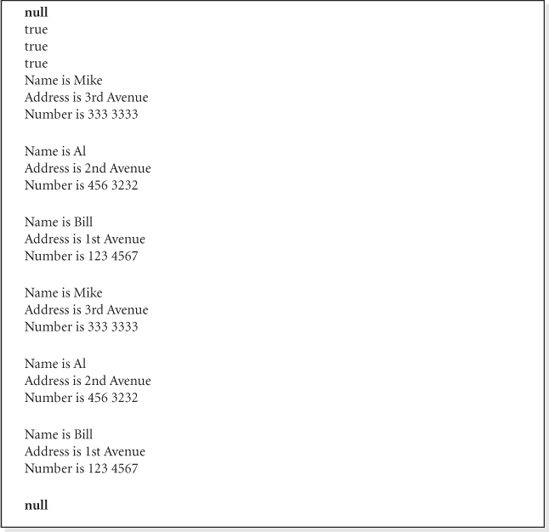 null
true
true
true
Name is Mike
Address is 3rd Avenue
Number is 333 3333
Name is Al
Address is 2nd Avenue
Number is 456 3232
Name is Bill
Address is 1st Avenue
Number is 123 4567
Name is Mike
Address is 3rd Avenue
Number is 333 3333
Name is Al
Address is 2nd Avenue
Number is 456 3232
Name is Bill
Address is 1st Avenue
Number is 123 4567
null